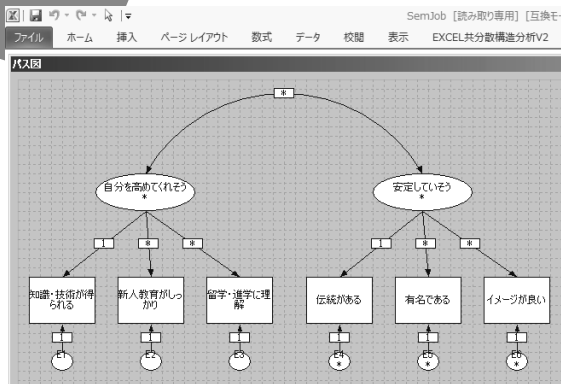 SemJob [読み取り専用] [互換モー
ファイル ホーム 挿入 ページ レイアウト 数式 データ 校閲 表示 EXCEL共分散構造分析V2
パス図
*
自分を高めてくれそう
*
安定していそう
*
1 * * 1 * *
知識・技術が得
られる
新人教育がしっ
かり
留学・進学に理
解
伝統がある
有名である
イメージが良い
1 1 1 1 1 1
E1 E2 E3 E4 E5 E6
* * *